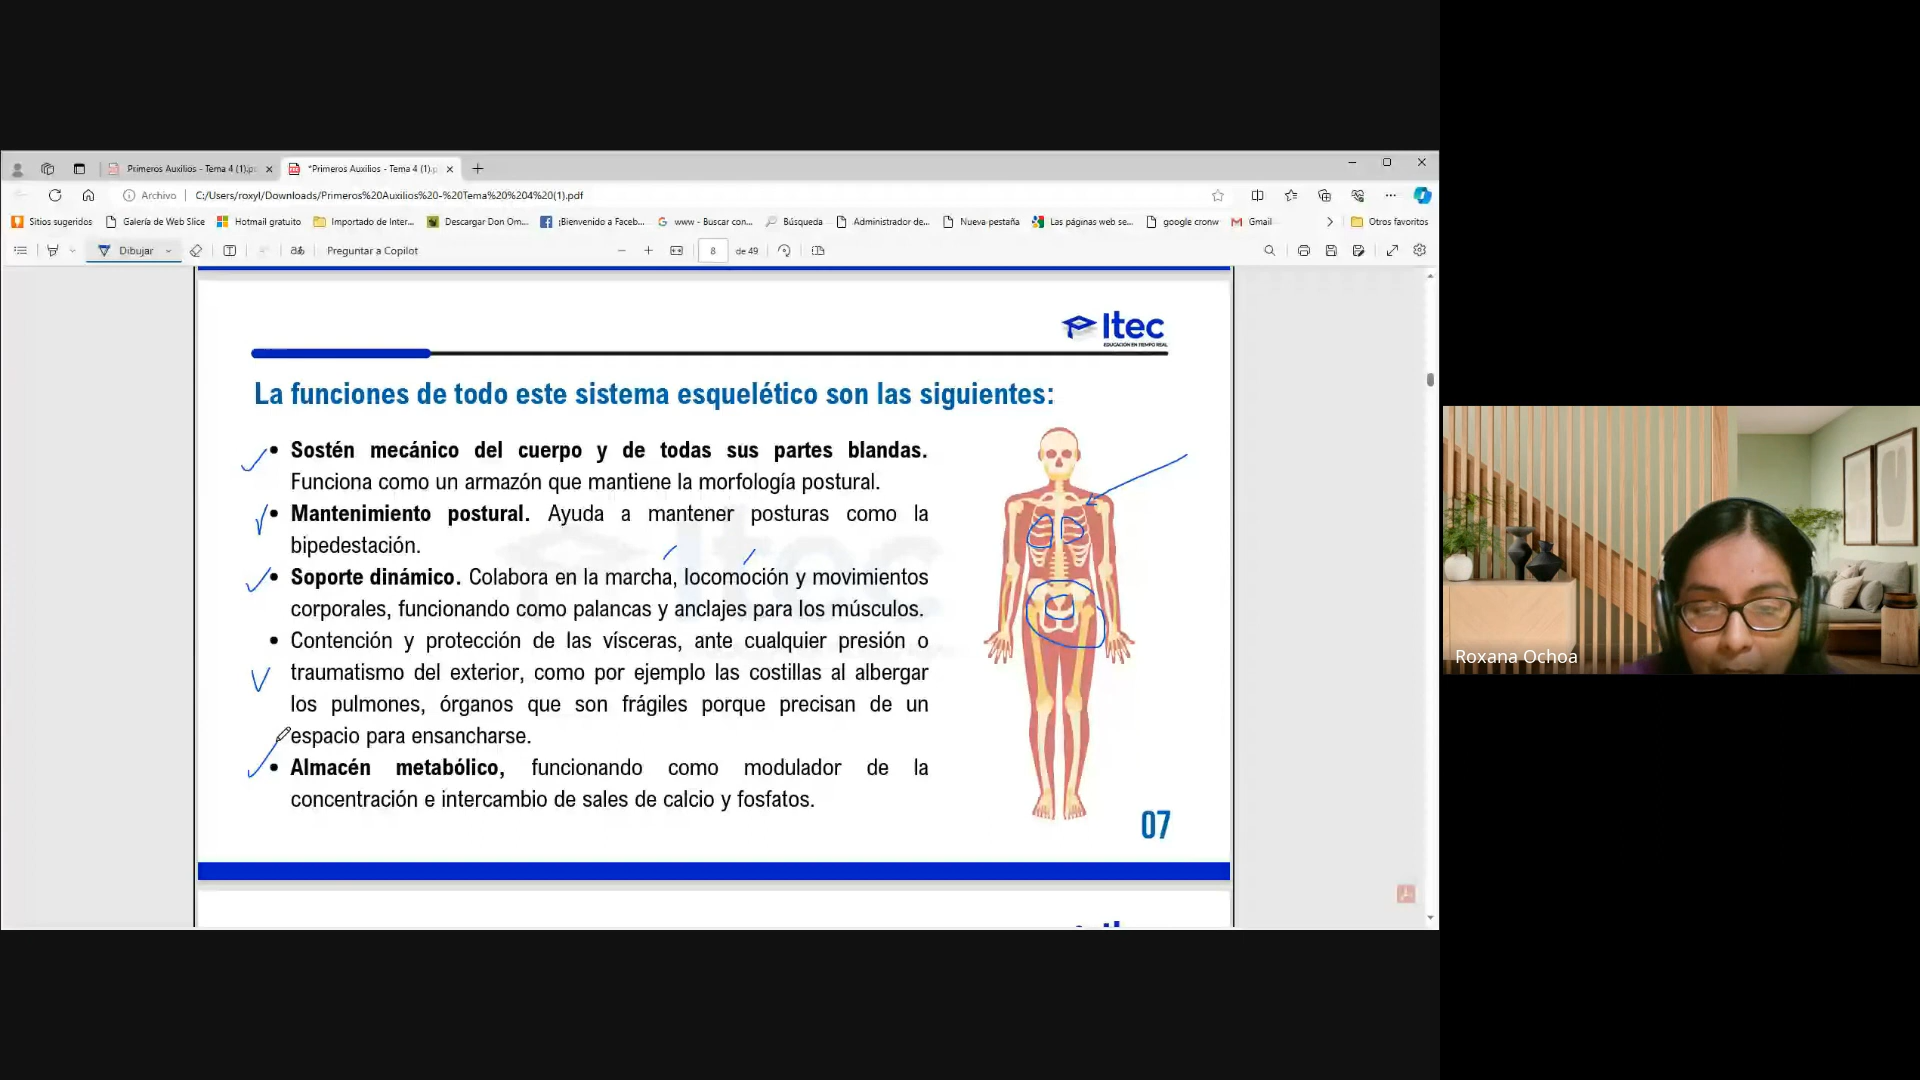 Primeros Auxilios - Tema 4 (1).p
*Primeros Auxilios - Tema 4 (1).p
Archivo
C:/Users/roxyl/Downloads/Primeros%20Auxilios%20-%20Tema%20%204%20(1).pdf
Sitios sugeridos
Galería de Web Slice
Hotmail gratuito
Importado de Inter...
Descargar Don Om...
¡Bienvenido a Faceb...
www - Buscar con...
Búsqueda
Administrador de...
Nueva pestaña
Las páginas web se...
google cronw
Gmail
Otros favoritos
Dibujar
Preguntar a Copilot
8
de 49
Itec
EDUCACIÓN EN TIEMPO REAL
La funciones de todo este sistema esquelético son las siguientes:
• Sostén mecánico del cuerpo y de todas sus partes blandas.
Funciona como un armazón que mantiene la morfología postural.
• Mantenimiento postural. Ayuda a mantener posturas como la
bipedestación.
• Soporte dinámico. Colabora en la marcha, locomoción y movimientos
corporales, funcionando como palancas y anclajes para los músculos.
• Contención y protección de las vísceras, ante cualquier presión o
traumatismo del exterior, como por ejemplo las costillas al albergar
los pulmones, órganos que son frágiles porque precisan de un
espacio para ensancharse.
• Almacén metabólico, funcionando como modulador de la
concentración e intercambio de sales de calcio y fosfatos.
07
Roxana Ochoa